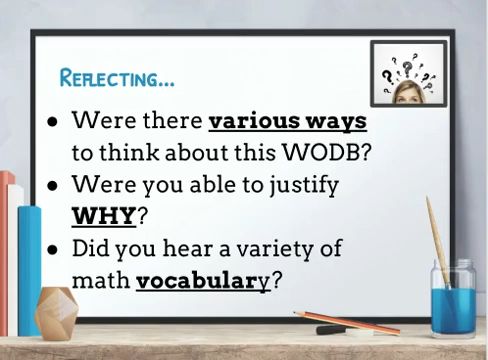 Reflecting...
● Were there various ways
to think about this WODB?
● Were you able to justify
WHY?
● Did you hear a variety of
math vocabulary?